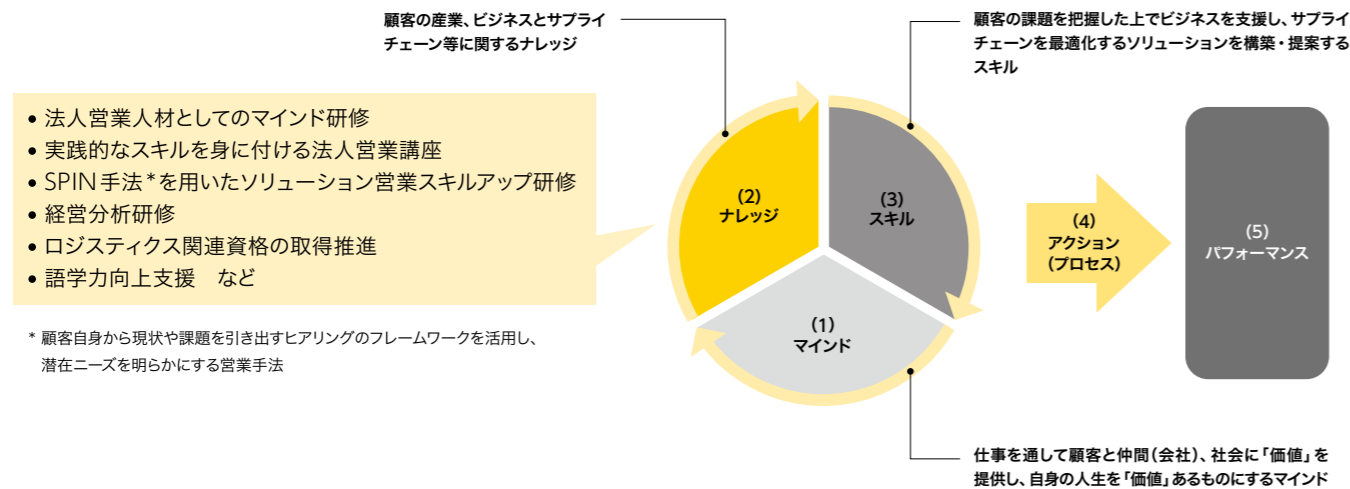 顧客の産業、ビジネスとサプライ
チェーン等に関するナレッジ
顧客の課題を把握した上でビジネスを支援し、サプライ
チェーンを最適化するソリューションを構築・提案する
スキル
• 法人営業人材としてのマインド研修
• 実践的なスキルを身に付ける法人営業講座
• SPIN手法*を用いたソリューション営業スキルアップ研修
• 経営分析研修
• ロジスティクス関連資格の取得推進
• 語学力向上支援　など
* 顧客自身から現状や課題を引き出すヒアリングのフレームワークを活用し、
潜在ニーズを明らかにする営業手法
(2)
ナレッジ
(3)
スキル
(1)
マインド
(4)
アクション
(プロセス)
(5)
パフォーマンス
仕事を通して顧客と仲間(会社)、社会に「価値」を
提供し、自身の人生を「価値」あるものにするマインド